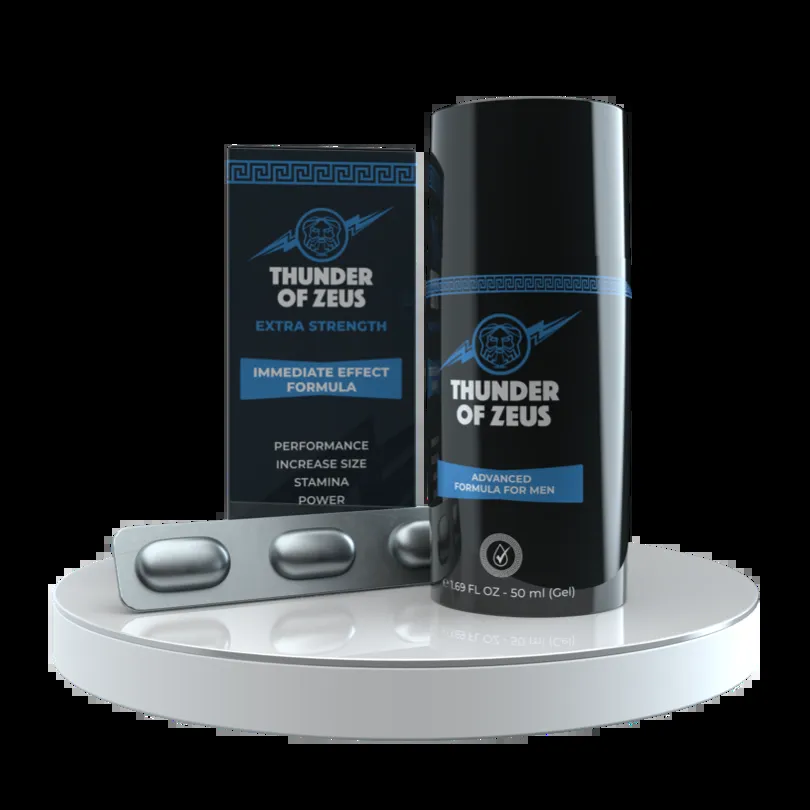 THUNDER
OF ZEUS
EXTRA STRENGTH
IMMEDIATE EFFECT
FORMULA
PERFORMANCE
INCREASE SIZE
STAMINA
POWER
THUNDER
OF ZEUS
ADVANCED
FORMULA FOR MEN
℮ 1.69 FL OZ - 50 ml (Gel)